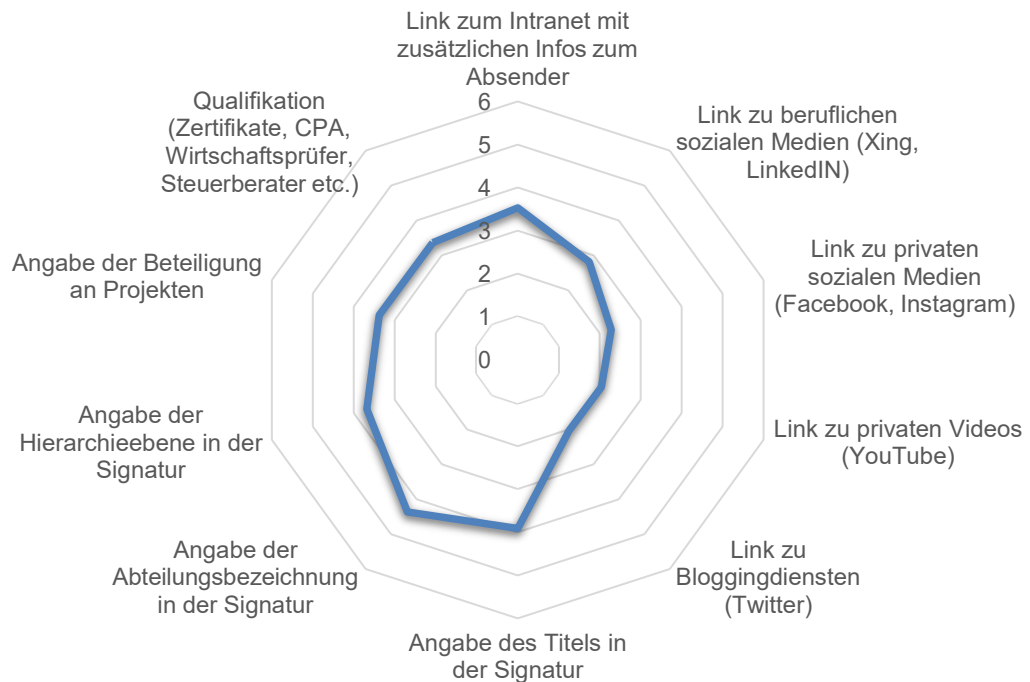 Link zum Intranet mit
zusätzlichen Infos zum
Absender
Link zu beruflichen
sozialen Medien (Xing,
LinkedIN)
Link zu privaten
sozialen Medien
(Facebook, Instagram)
Link zu privaten Videos
(YouTube)
Link zu
Bloggingdiensten
(Twitter)
Angabe des Titels in
der Signatur
Angabe der
Abteilungsbezeichnung
in der Signatur
Angabe der
Hierarchieebene in der
Signatur
Angabe der Beteiligung
an Projekten
Qualifikation
(Zertifikate, CPA,
Wirtschaftsprüfer,
Steuerberater etc.)
6
5
4
3
2
1
0